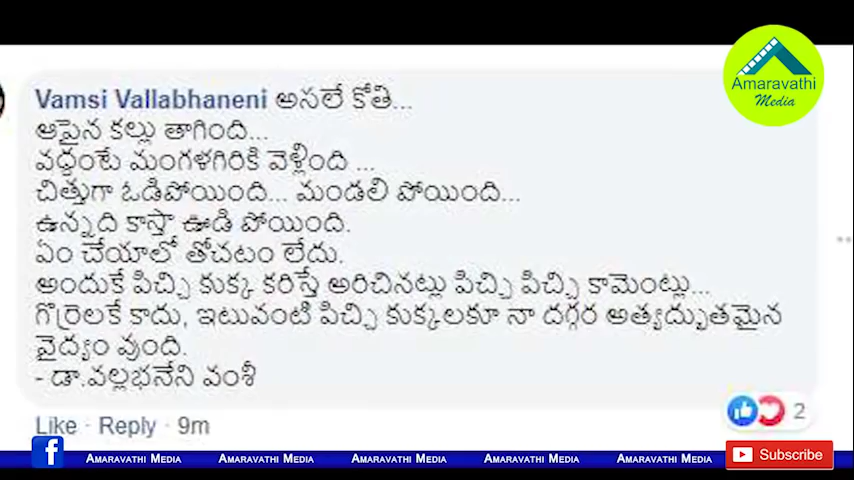 Amaravathi
Media
Vamsi Vallabhaneni అసలే కోతి...
ఆపైన కల్లు తాగింది...
వద్దంటే మంగళగిరికి వెళ్లింది ...
చిత్తుగా ఓడిపోయింది... మండలి పోయింది...
ఉన్నది కాస్తా ఊడి పోయింది.
ఏం చేయాలో తోచటం లేదు.
అందుకే పిచ్చి కుక్క కరిస్తే అరిచినట్లు పిచ్చి పిచ్చి కామెంట్లు...
గొర్రెలకే కాదు, ఇటువంటి పిచ్చి కుక్కలకూ నా దగ్గర అత్యద్భుతమైన
వైద్యం వుంది.
- డా.వల్లభనేని వంశీ
2
Like · Reply · 9m
f AMARAVATHI MEDIA AMARAVATHI MEDIA AMARAVATHI MEDIA AMARAVATHI MEDIA AMARAVATHI MEDIA Subscribe